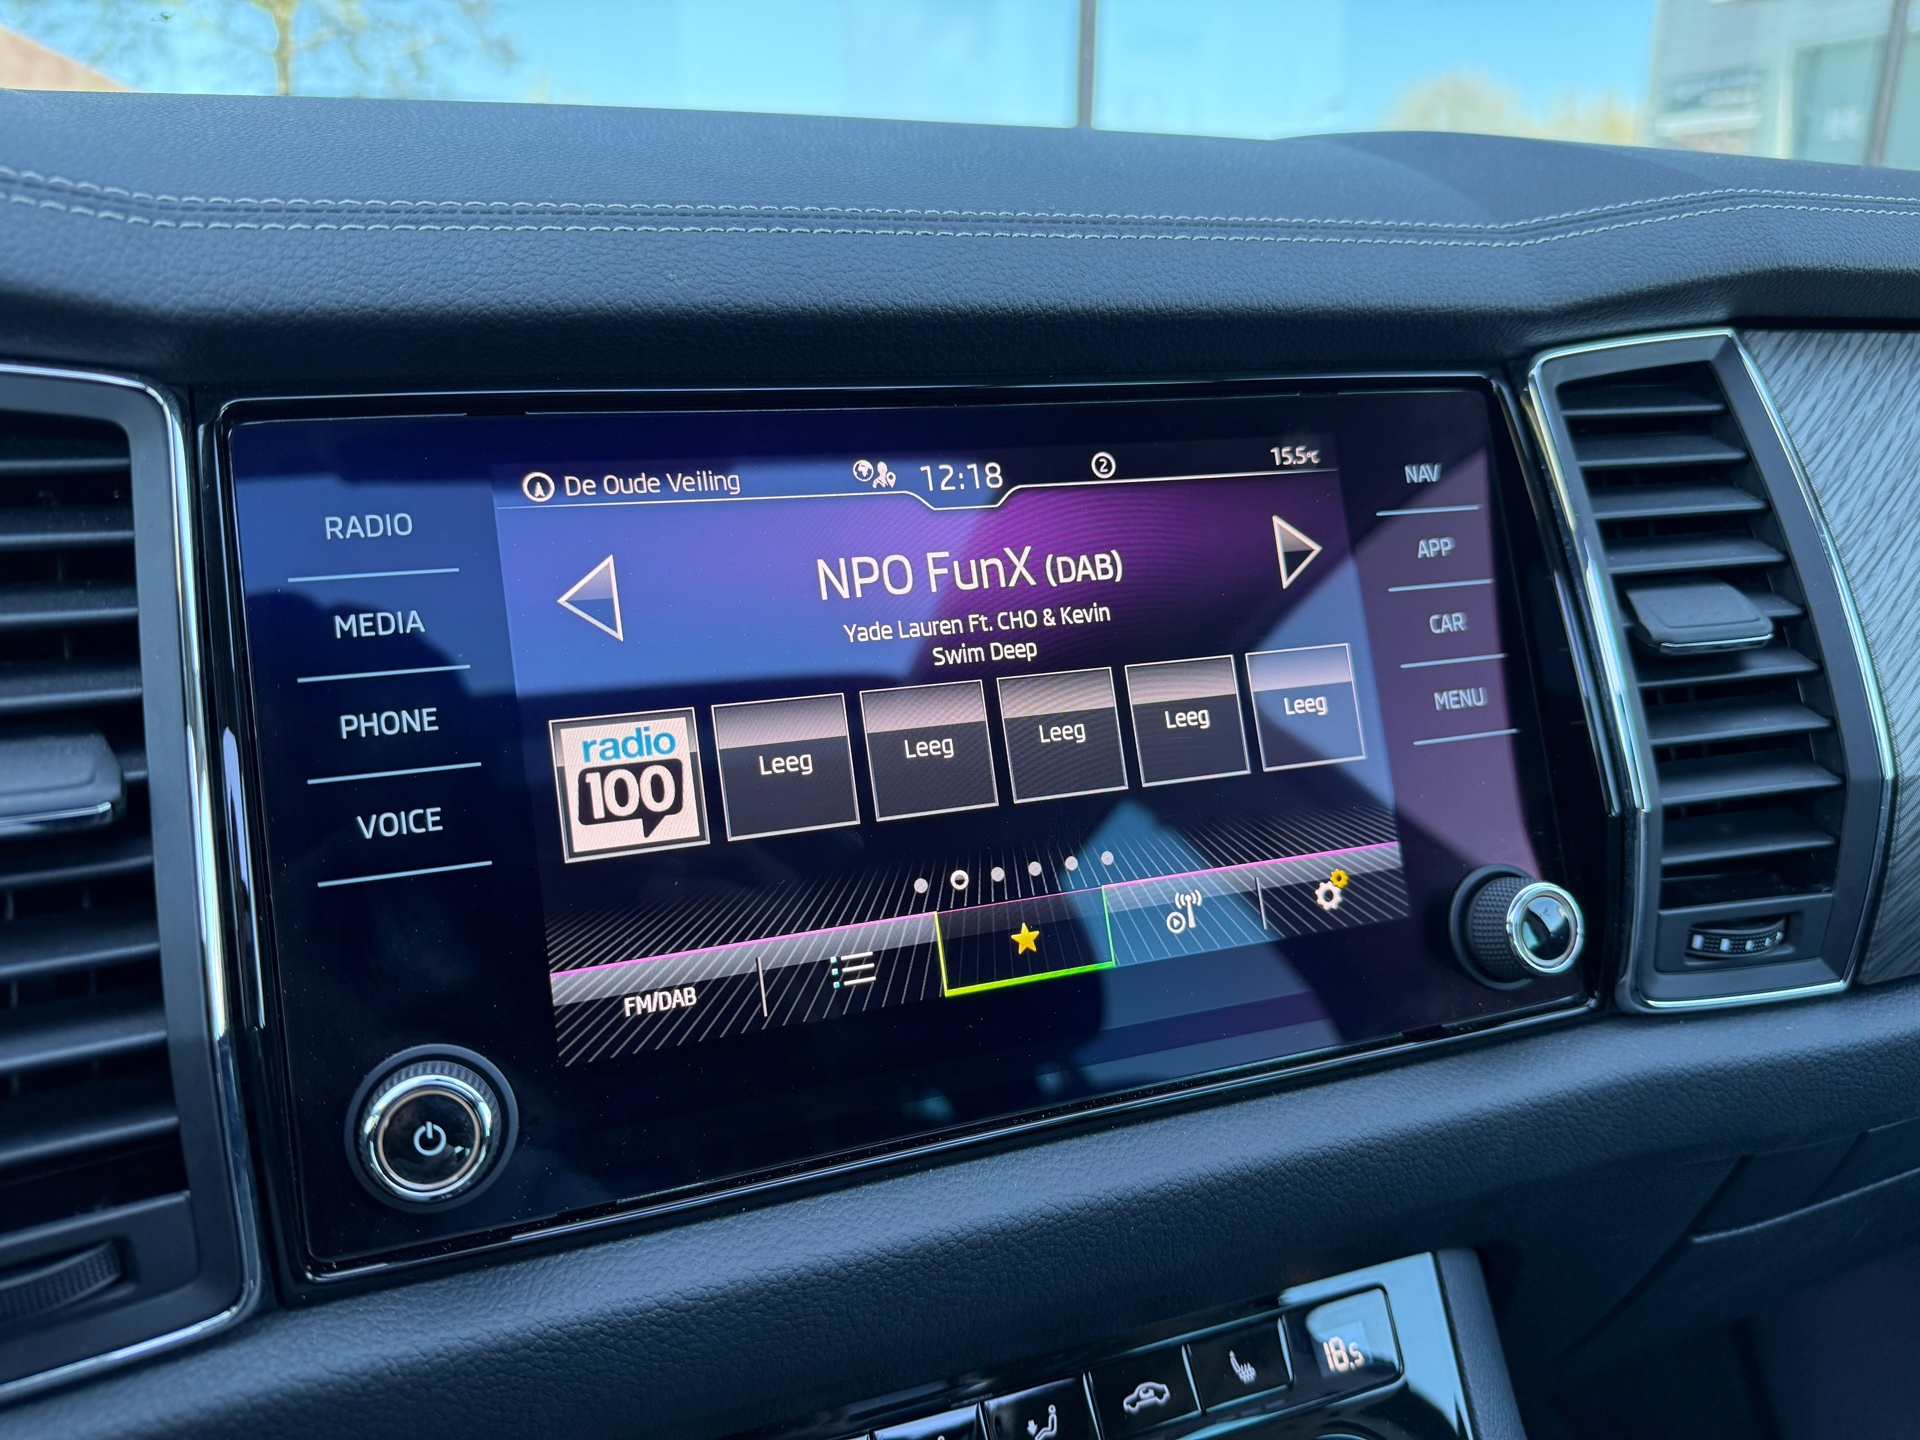 De Oude Veiling
12:18
2
15.5°C
RADIO
MEDIA
PHONE
VOICE
NPO FunX (DAB)
Yade Lauren Ft. CHO & Kevin
Swim Deep
radio
100
Leeg
Leeg
Leeg
Leeg
Leeg
FM/DAB
NAV
APP
CAR
MENU
18.5